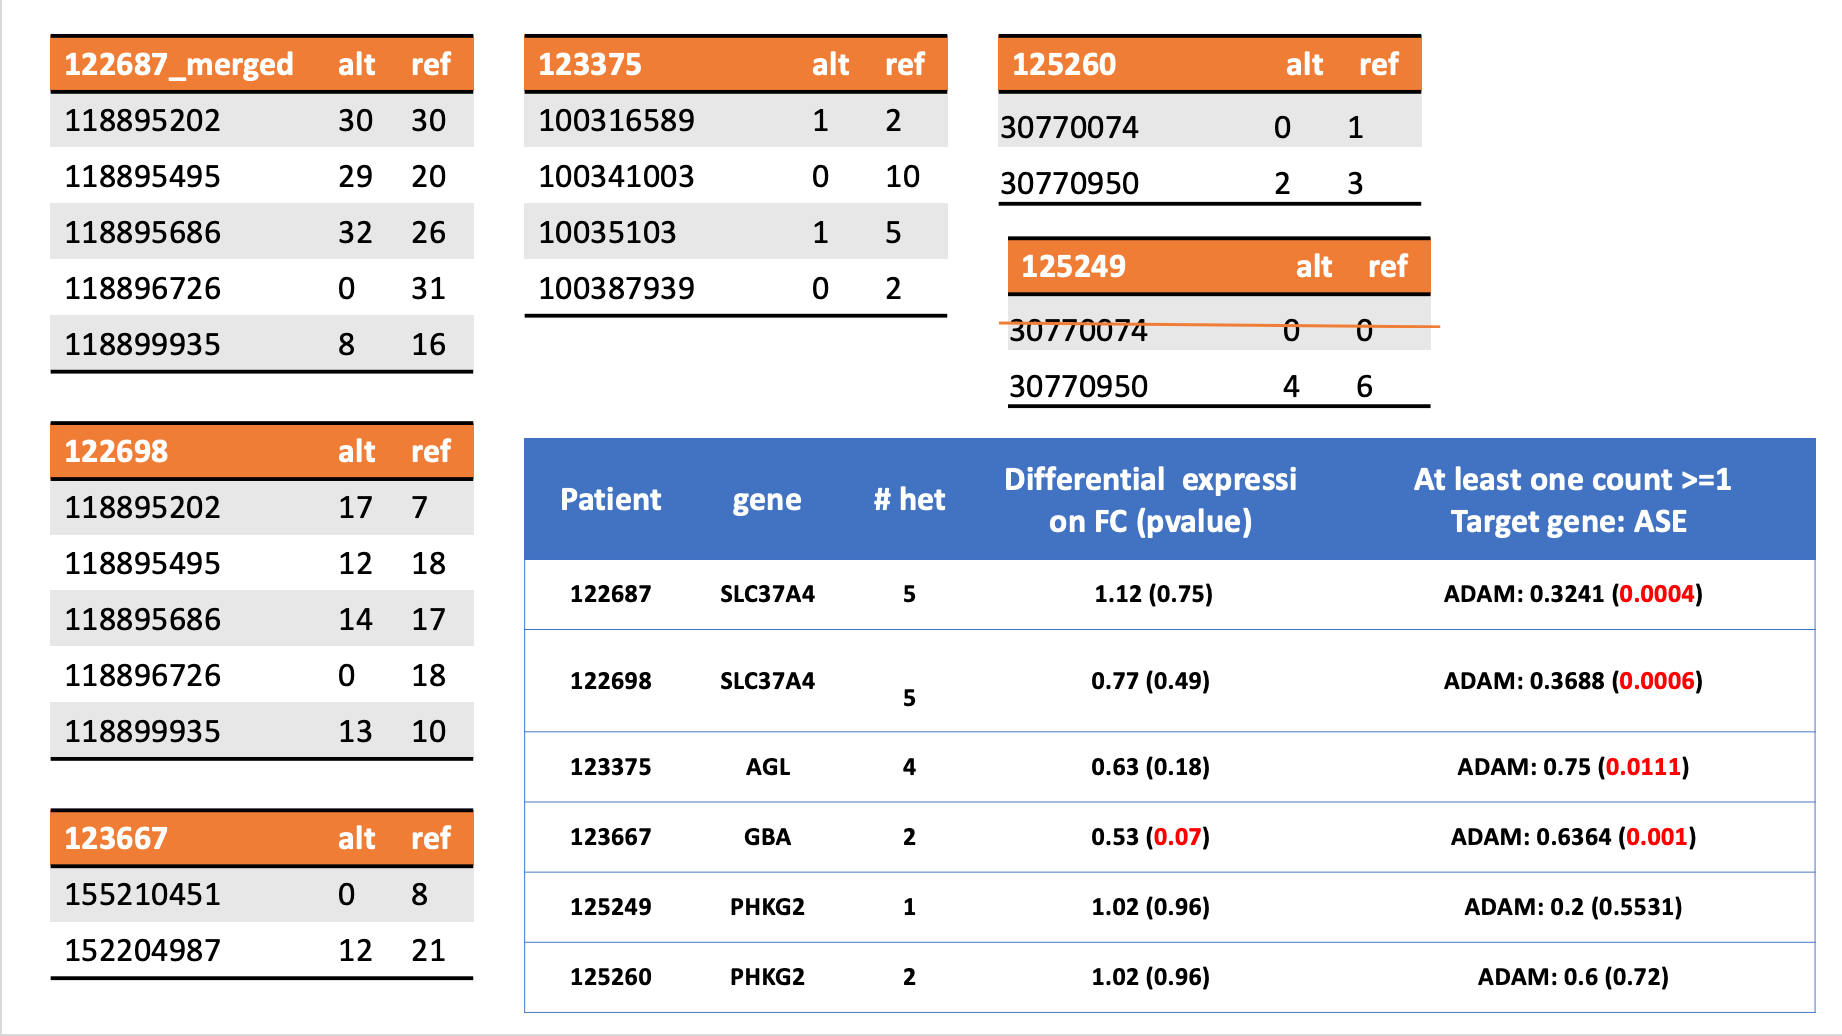 122687_merged alt ref
118895202 30 30
118895495 29 20
118895686 32 26
118896726 0 31
118899935 8 16
123375 alt ref
100316589 1 2
100341003 0 10
10035103 1 5
100387939 0 2
125260 alt ref
30770074 0 1
30770950 2 3
125249 alt ref
30770074 0 0
30770950 4 6
122698 alt ref
118895202 17 7
118895495 12 18
118895686 14 17
118896726 0 18
118899935 13 10
123667 alt ref
155210451 0 8
152204987 12 21
Patient gene # het Differential expressi
on FC (pvalue) At least one count >=1
Target gene: ASE
122687 SLC37A4 5 1.12 (0.75) ADAM: 0.3241 (0.0004)
122698 SLC37A4 5 0.77 (0.49) ADAM: 0.3688 (0.0006)
123375 AGL 4 0.63 (0.18) ADAM: 0.75 (0.0111)
123667 GBA 2 0.53 (0.07) ADAM: 0.6364 (0.001)
125249 PHKG2 1 1.02 (0.96) ADAM: 0.2 (0.5531)
125260 PHKG2 2 1.02 (0.96) ADAM: 0.6 (0.72)